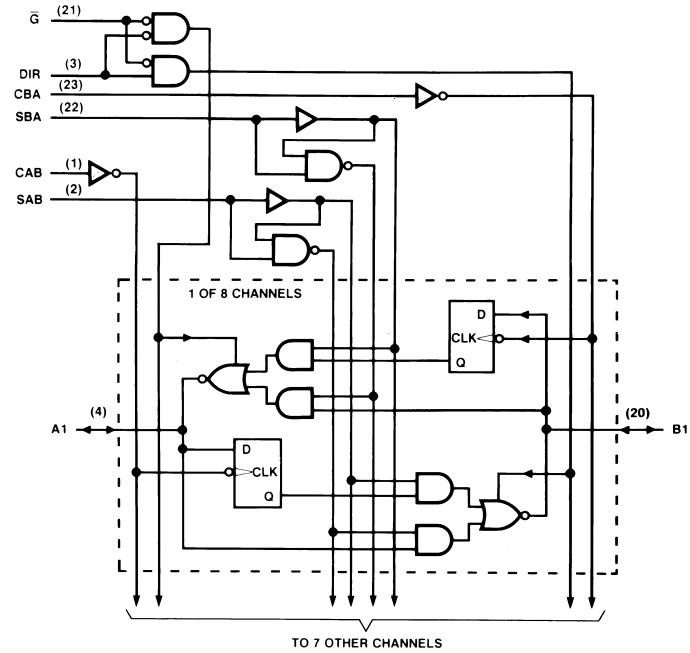 G̅ (21)
DIR (3)
CBA (23)
SBA (22)
CAB (1)
SAB (2)
1 OF 8 CHANNELS
D
CLK
Q
A1 (4)
(20) B1
D
CLK
Q
TO 7 OTHER CHANNELS